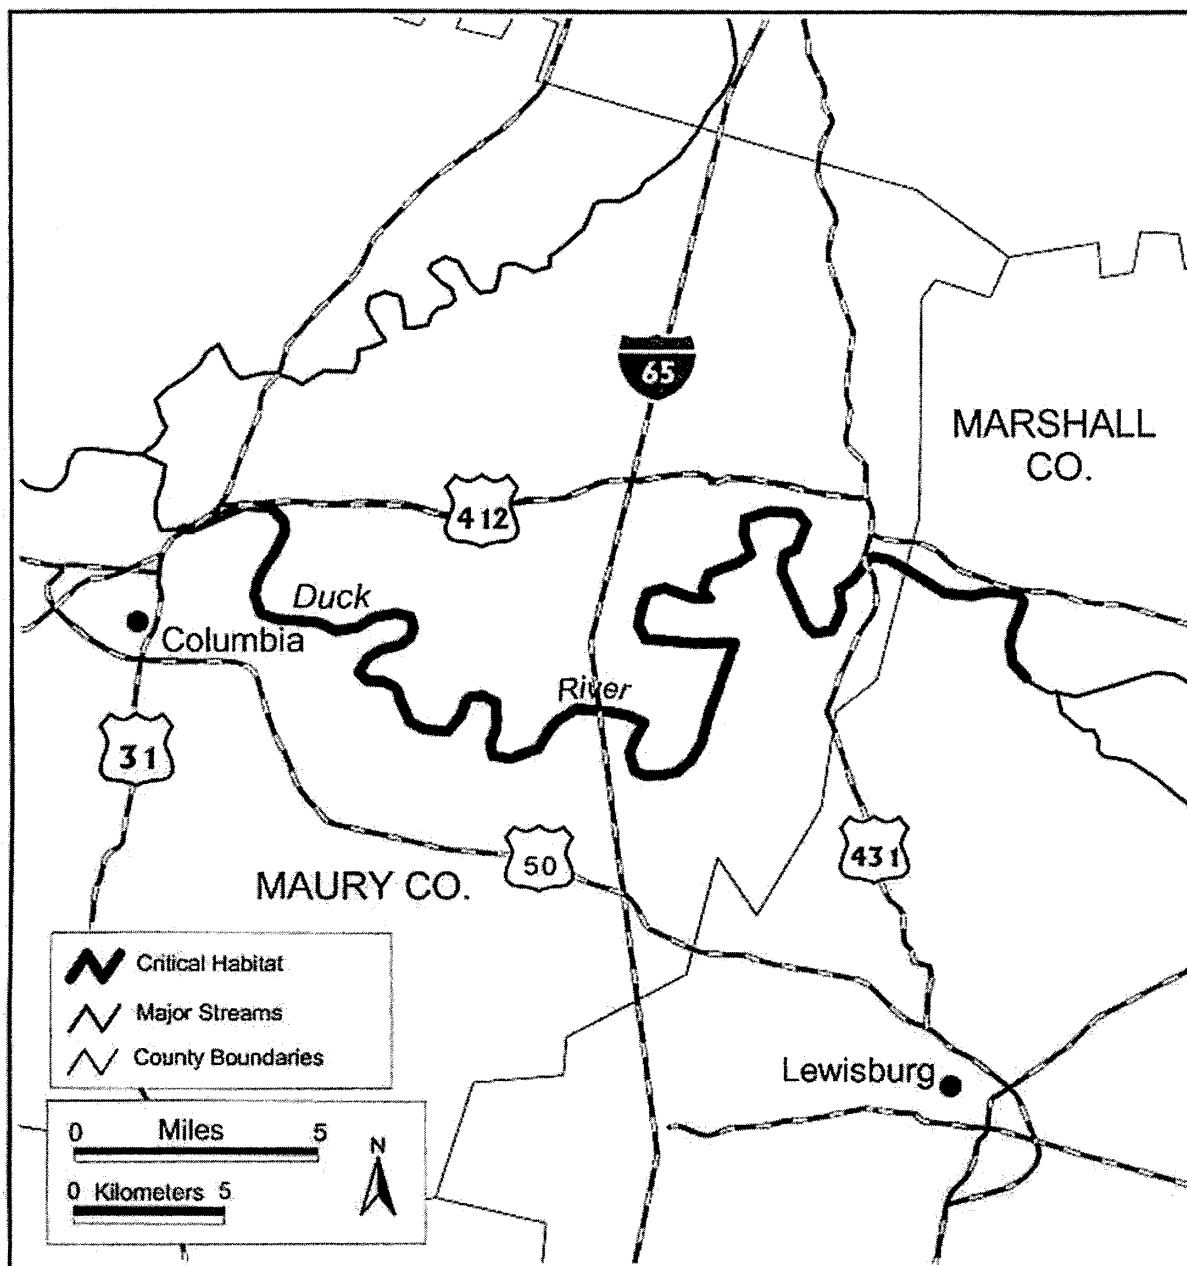 65
MARSHALL
CO.
412
Duck
Columbia
River
31
50
431
MAURY CO.
Critical Habitat
Major Streams
County Boundaries
Lewisburg
0 Miles 5
N
0 Kilometers 5